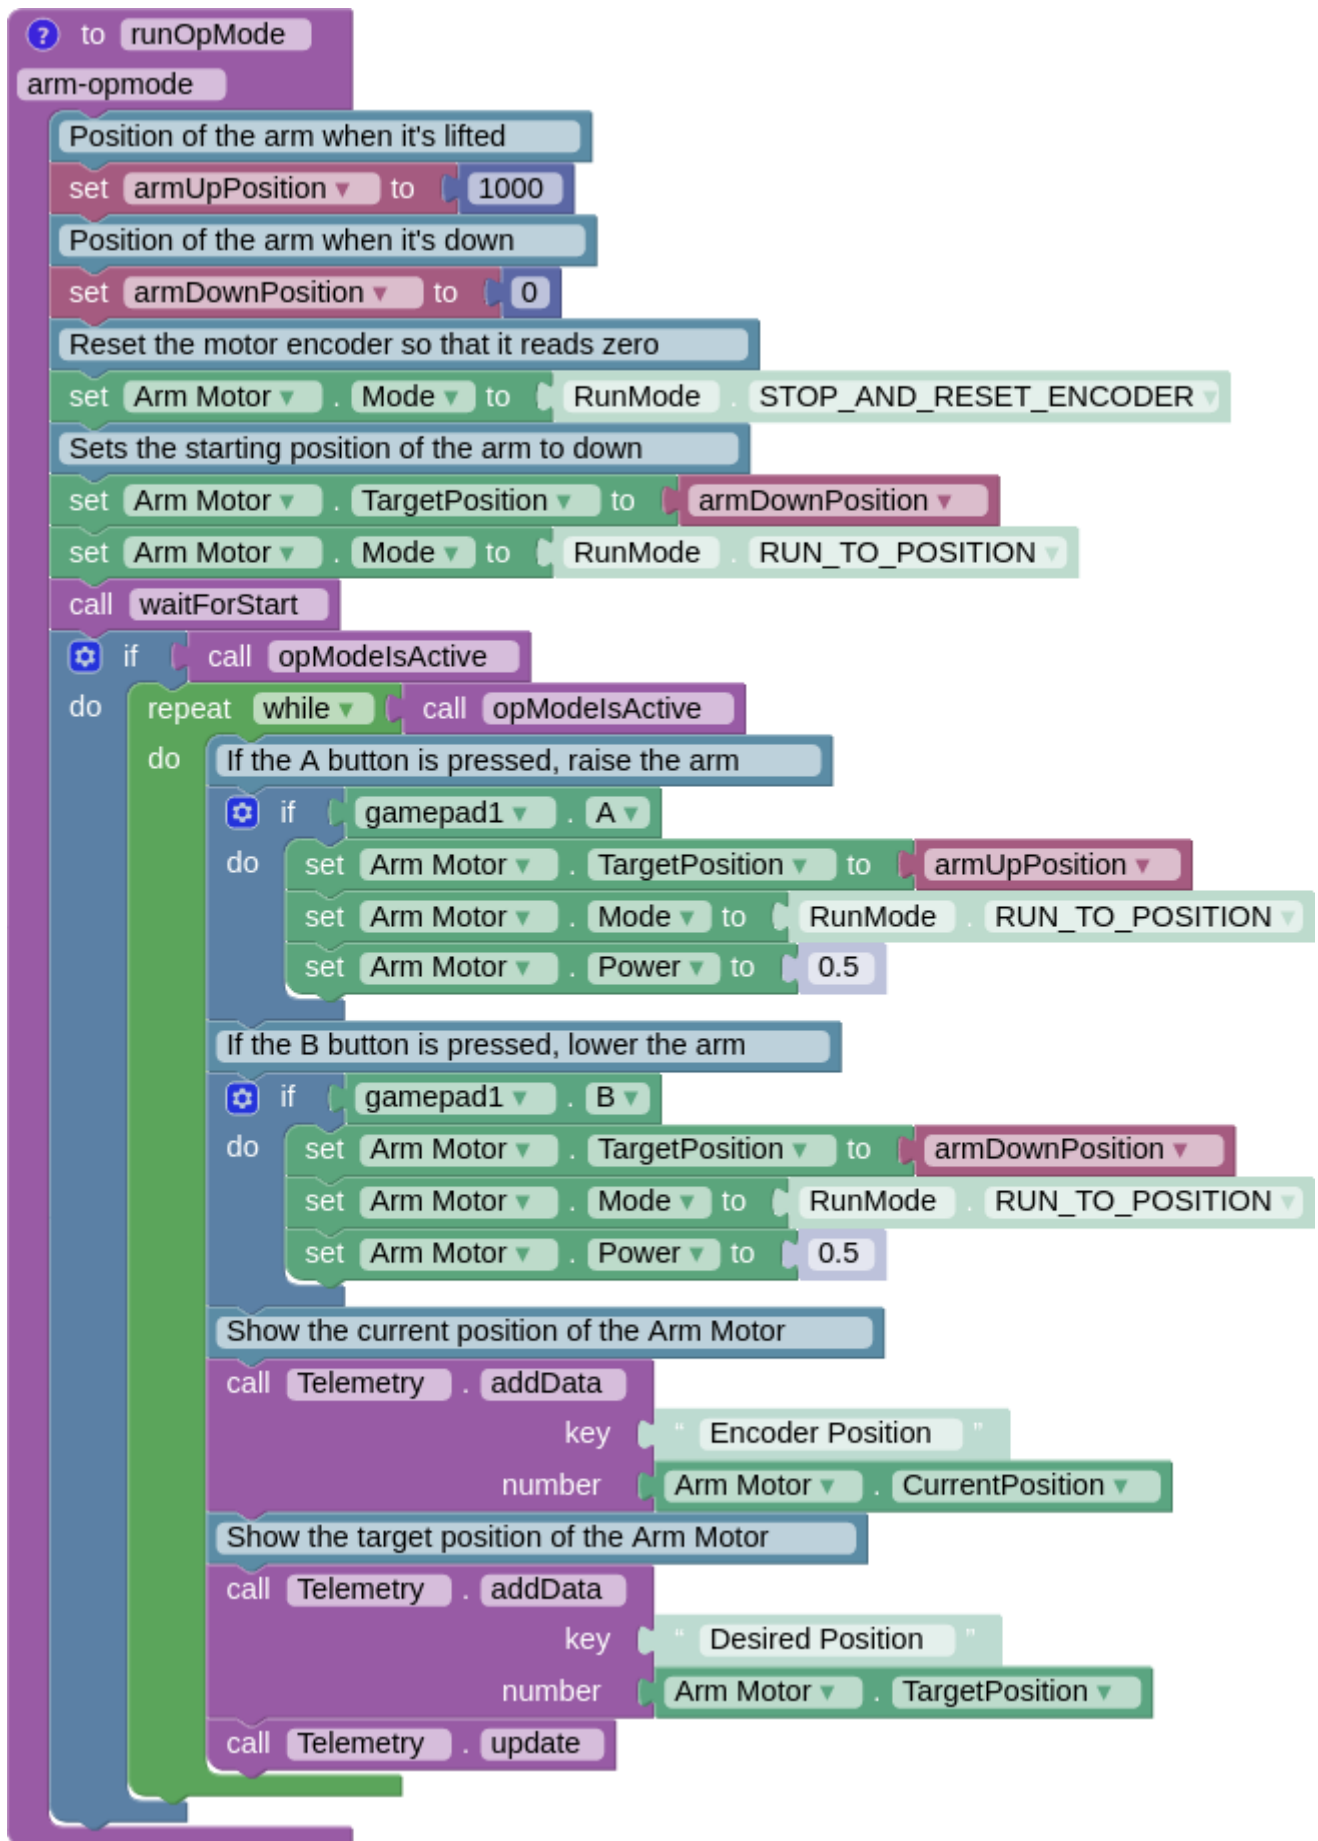 ? to runOpMode
arm-opmode
Position of the arm when it's lifted
set armUpPosition to 1000
Position of the arm when it's down
set armDownPosition to 0
Reset the motor encoder so that it reads zero
set Arm Motor . Mode to RunMode . STOP_AND_RESET_ENCODER
Sets the starting position of the arm to down
set Arm Motor . TargetPosition to armDownPosition
set Arm Motor . Mode to RunMode . RUN_TO_POSITION
call waitForStart
if call opModeIsActive
do repeat while call opModeIsActive
do If the A button is pressed, raise the arm
if gamepad1 . A
do set Arm Motor . TargetPosition to armUpPosition
set Arm Motor . Mode to RunMode . RUN_TO_POSITION
set Arm Motor . Power to 0.5
If the B button is pressed, lower the arm
if gamepad1 . B
do set Arm Motor . TargetPosition to armDownPosition
set Arm Motor . Mode to RunMode . RUN_TO_POSITION
set Arm Motor . Power to 0.5
Show the current position of the Arm Motor
call Telemetry . addData
key “ Encoder Position ”
number Arm Motor . CurrentPosition
Show the target position of the Arm Motor
call Telemetry . addData
key “ Desired Position ”
number Arm Motor . TargetPosition
call Telemetry . update